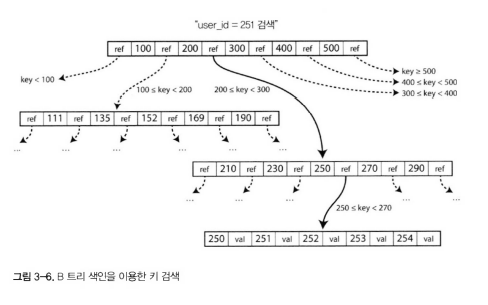 "user_id = 251 검색"
ref 100 ref 200 ref 300 ref 400 ref 500 ref
key < 100
100 ≤ key < 200
200 ≤ key < 300
key ≥ 500
400 ≤ key < 500
300 ≤ key < 400
ref 111 ref 135 ref 152 ref 169 ref 190 ref
... ... ... ... ... ...
ref 210 ref 230 ref 250 ref 270 ref 290 ref
... ... ... ... ...
250 ≤ key < 270
250 val 251 val 252 val 253 val 254 val
그림 3-6. B 트리 색인을 이용한 키 검색